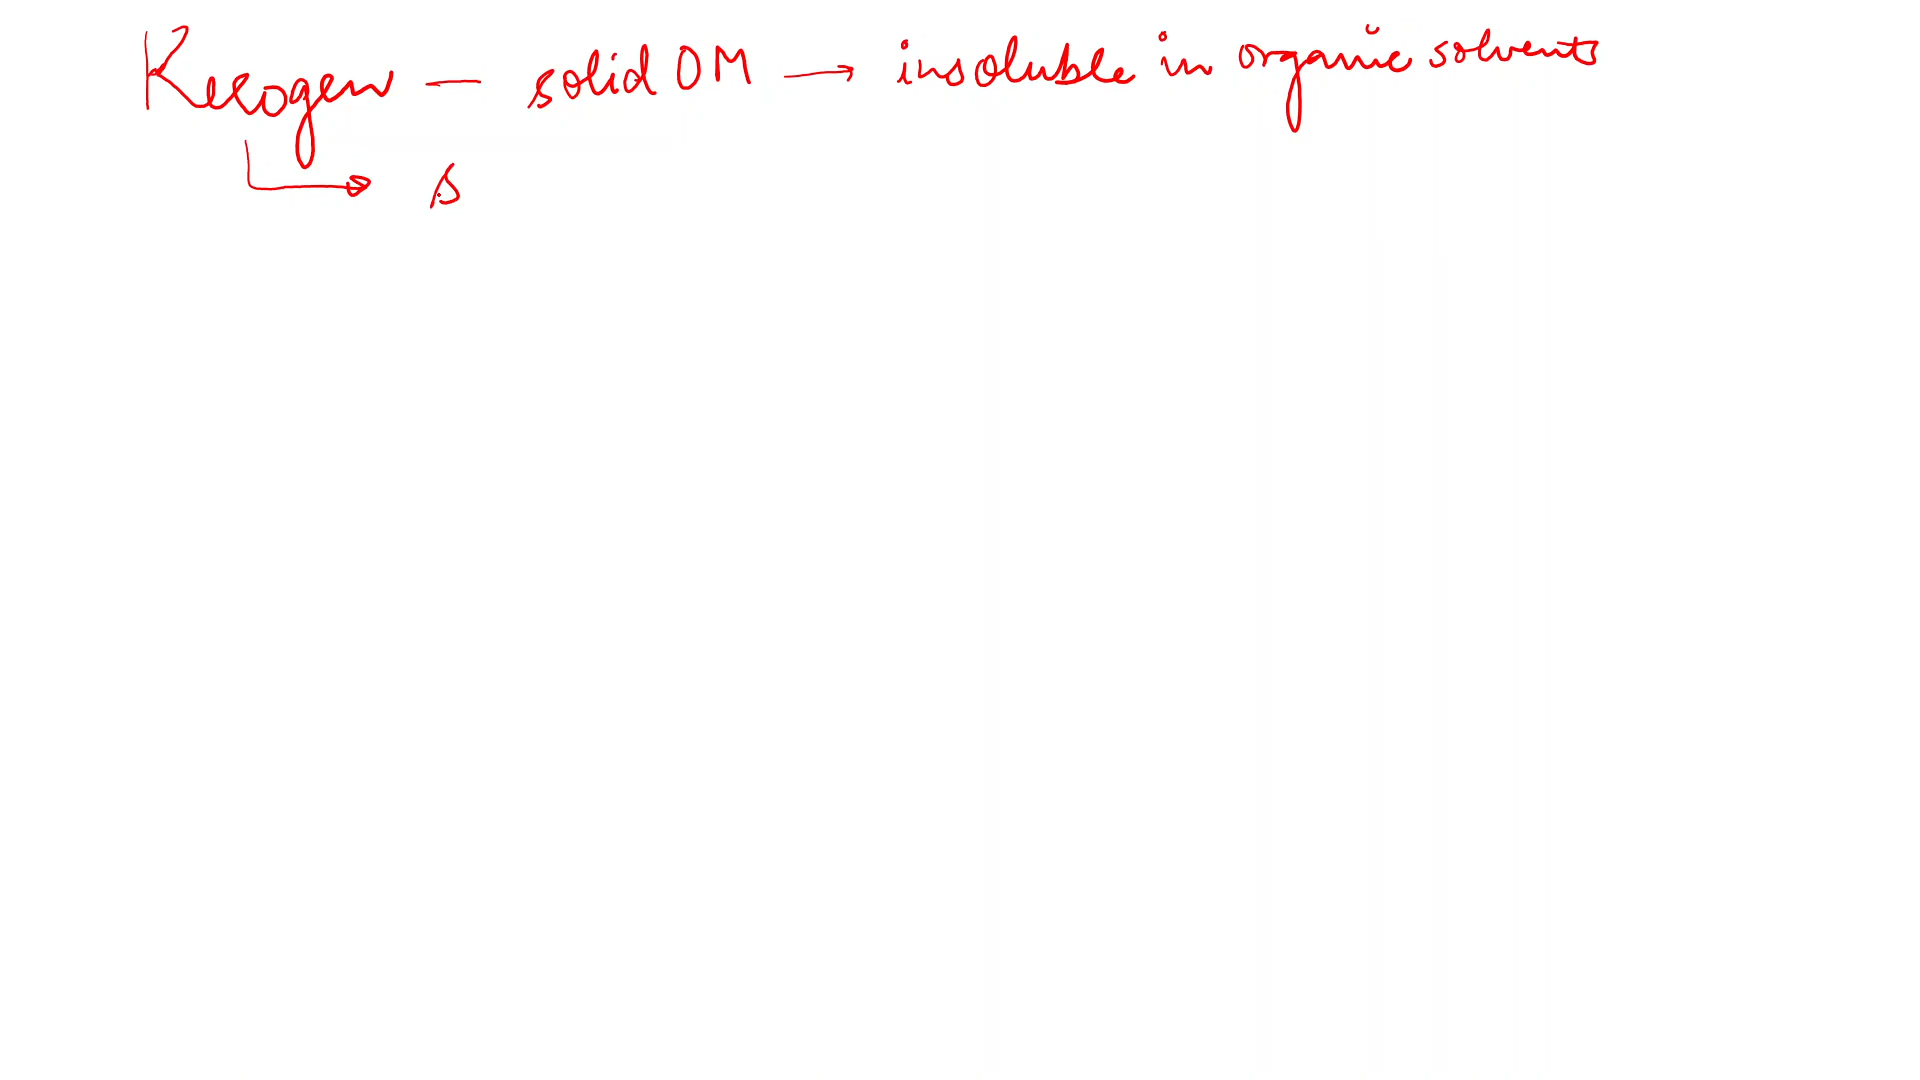 Kerogen — solid OM → insoluble in organic solvents
↳ s